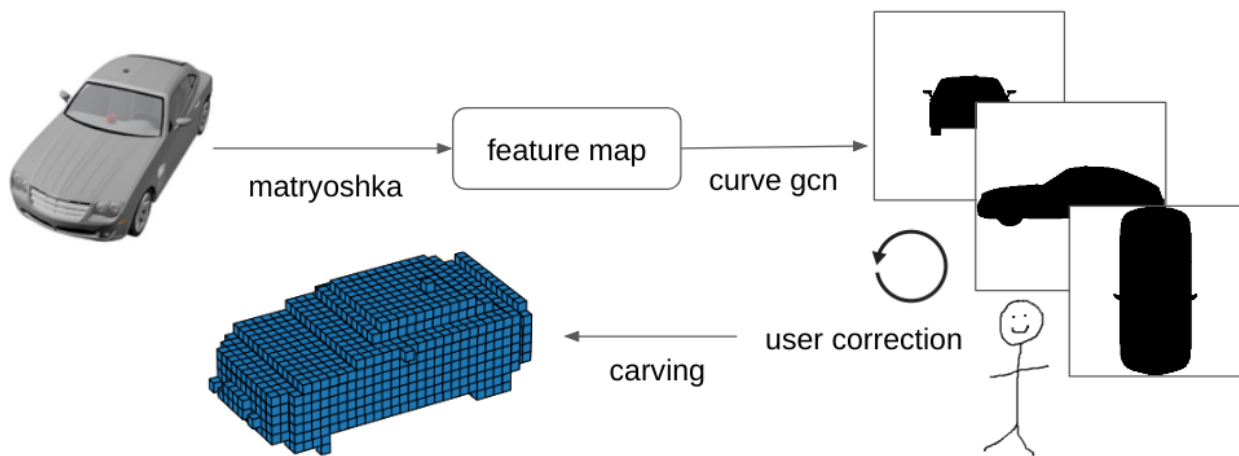 matryoshka
feature map
curve gcn
user correction
carving